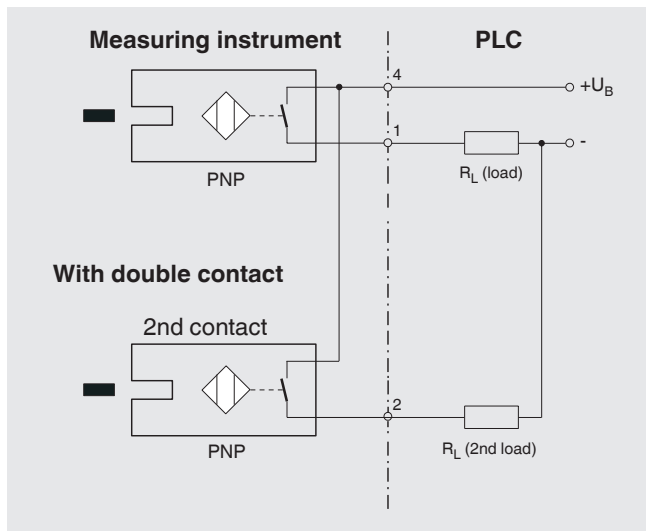 Measuring instrument
PLC
4
+U_B
1
-
R_L (load)
PNP
With double contact
2nd contact
2
R_L (2nd load)
PNP